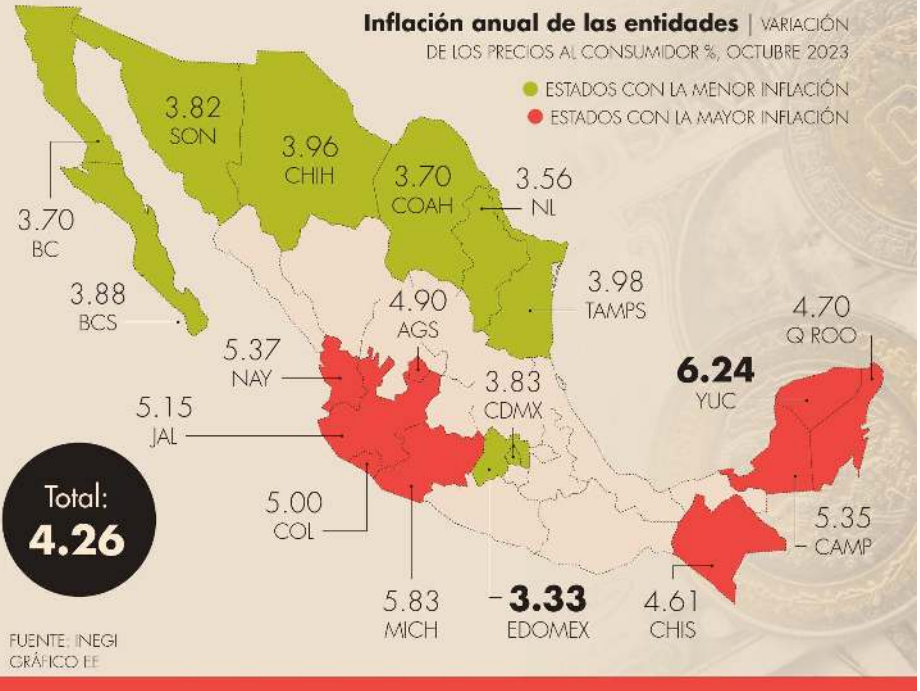 Inflación anual de las entidades | VARIACIÓN
DE LOS PRECIOS AL CONSUMIDOR %, OCTUBRE 2023
ESTADOS CON LA MENOR INFLACIÓN
ESTADOS CON LA MAYOR INFLACIÓN
3.82
SON
3.96
CHIH
3.70
COAH
3.56
NL
3.70
BC
3.88
BCS
3.98
TAMPS
4.90
AGS
4.70
Q ROO
5.37
NAY
3.83
CDMX
6.24
YUC
5.15
JAL
Total:
4.26
5.00
COL
5.35
CAMP
5.83
MICH
3.33
EDOMEX
4.61
CHIS
FUENTE: INEGI
GRÁFICO EE